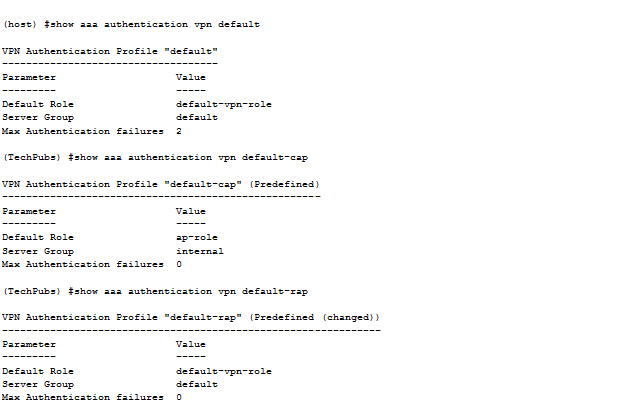 (host) #show aaa authentication vpn default
VPN Authentication Profile "default"
------------------------------------
Parameter Value
--------- -----
Default Role default-vpn-role
Server Group default
Max Authentication failures 2
(TechPubs) #show aaa authentication vpn default-cap
VPN Authentication Profile "default-cap" (Predefined)
-----------------------------------------------------
Parameter Value
--------- -----
Default Role ap-role
Server Group internal
Max Authentication failures 0
(TechPubs) #show aaa authentication vpn default-rap
VPN Authentication Profile "default-rap" (Predefined (changed))
---------------------------------------------------------------
Parameter Value
--------- -----
Default Role default-vpn-role
Server Group default
Max Authentication failures 0